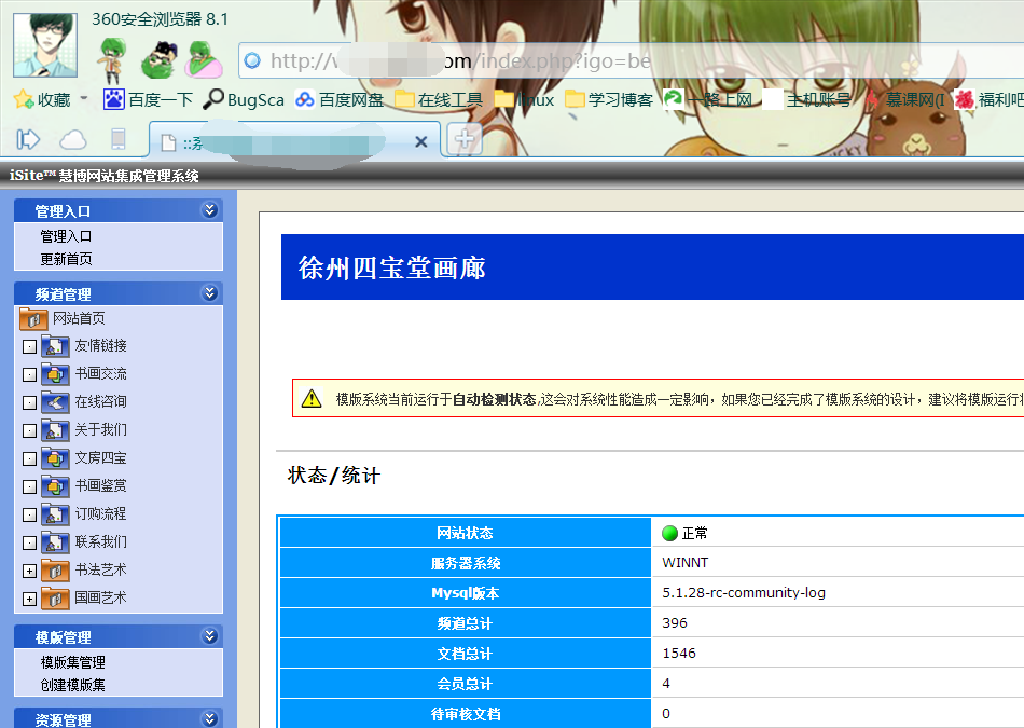 360安全浏览器 8.1
http://w om/index.php?igo=be
收藏 百度一下 BugSca 百度网盘 在线工具 linux 学习博客 一路上网 主机账号 慕课网(I 福利吧
::系
iSite™ 慧博网站集成管理系统
管理入口
管理入口
更新首页
频道管理
网站首页
友情链接
书画交流
在线咨询
关于我们
文房四宝
书画鉴赏
订购流程
联系我们
书法艺术
国画艺术
模版管理
模版集管理
创建模版集
资源管理
徐州四宝堂画廊
模版系统当前运行于自动检测状态,这会对系统性能造成一定影响，如果您已经完成了模版系统的设计，建议将模版运行
状态/统计
网站状态 正常
服务器系统 WINNT
Mysql版本 5.1.28-rc-community-log
频道总计 396
文档总计 1546
会员总计 4
待审核文档 0